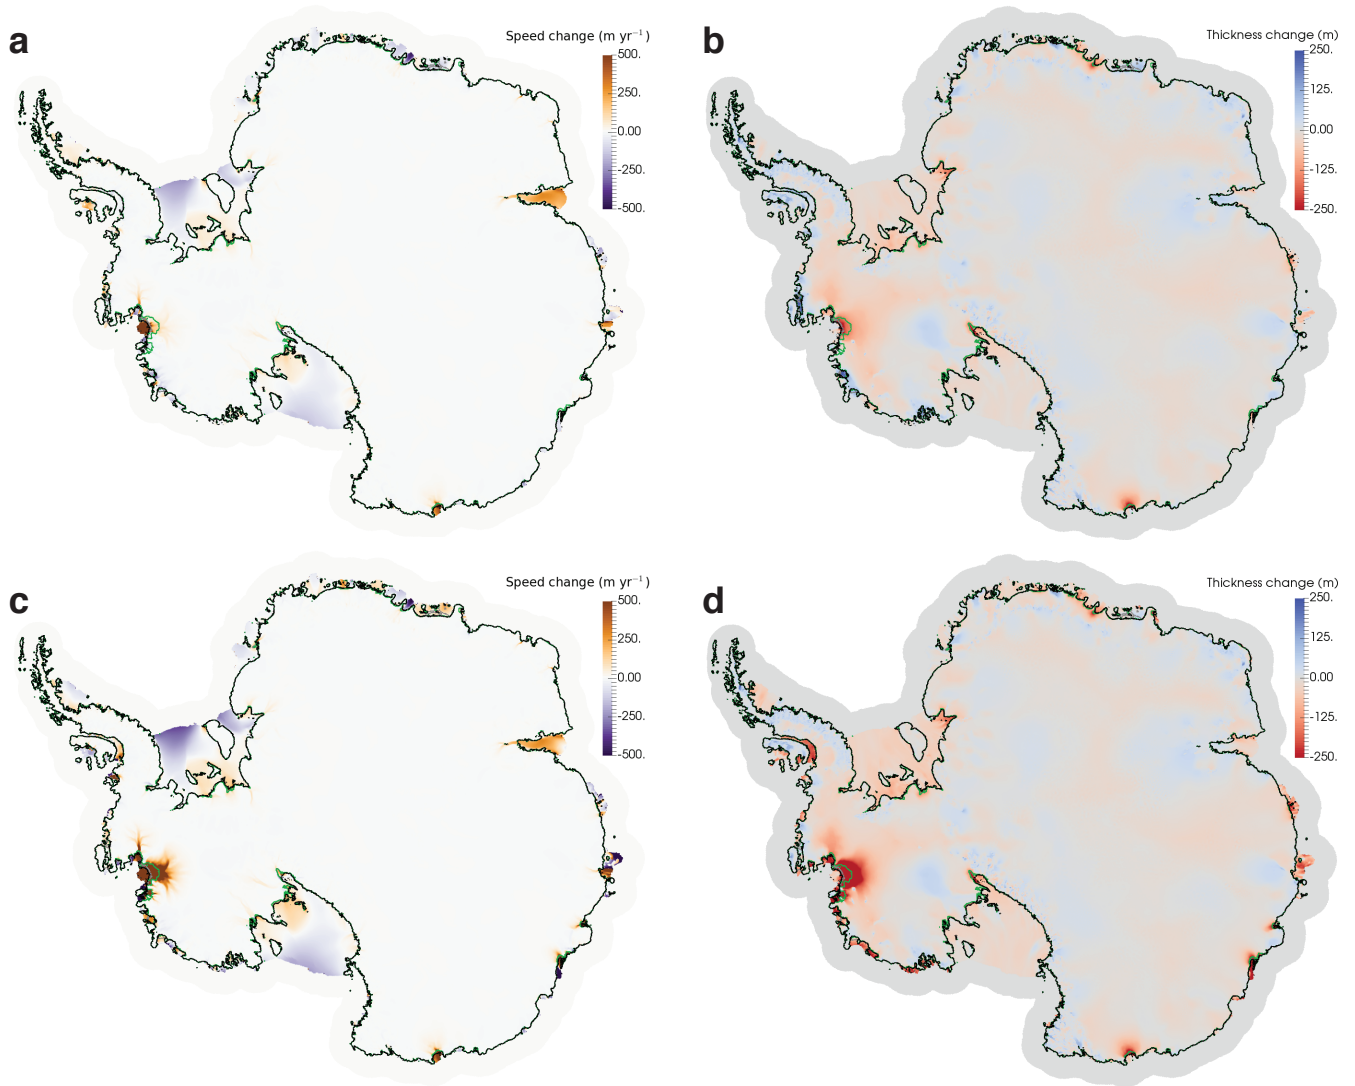 a
Speed change (m yr⁻¹)
500.
250.
0.00
-250.
-500.
b
Thickness change (m)
250.
125.
0.00
-125.
-250.
c
Speed change (m yr⁻¹)
500.
250.
0.00
-250.
-500.
d
Thickness change (m)
250.
125.
0.00
-125.
-250.